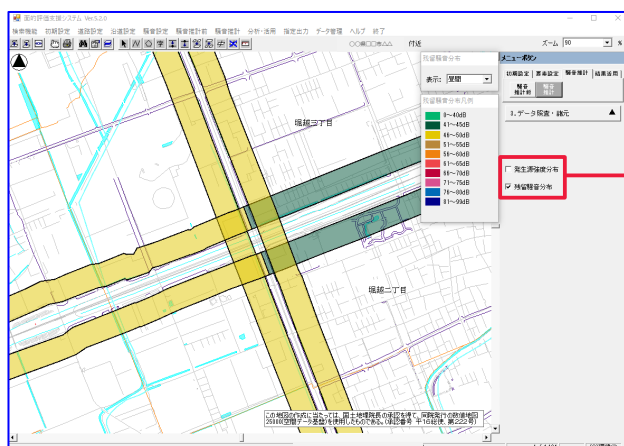 面的評価支援システム Ver.5.2.0
検索機能 初期設定 道路設定 沿道設定 騒音設定 騒音推計前 騒音推計 分析・活用 指定出力 データ管理 ヘルプ 終了
○○県□□市△△ 付近
ズーム 90 %
残留騒音分布
表示: 昼間
残留騒音分布凡例
0~40dB
41~45dB
46~50dB
51~55dB
56~60dB
61~65dB
66~70dB
71~75dB
76~80dB
81~99dB
メニューボタン
初期設定 要素設定 騒音推計 結果活用
騒音
推計前
騒音
推計
3.データ照査・諸元 ▲
発生源強度分布
残留騒音分布
堀越三丁目
堀越二丁目
この地図の作成に当たっては、国土地理院長の承認を得て、同院発行の数値地図
25000(空間データ基盤)を使用したものである。(承認番号 平16総使、第222号)